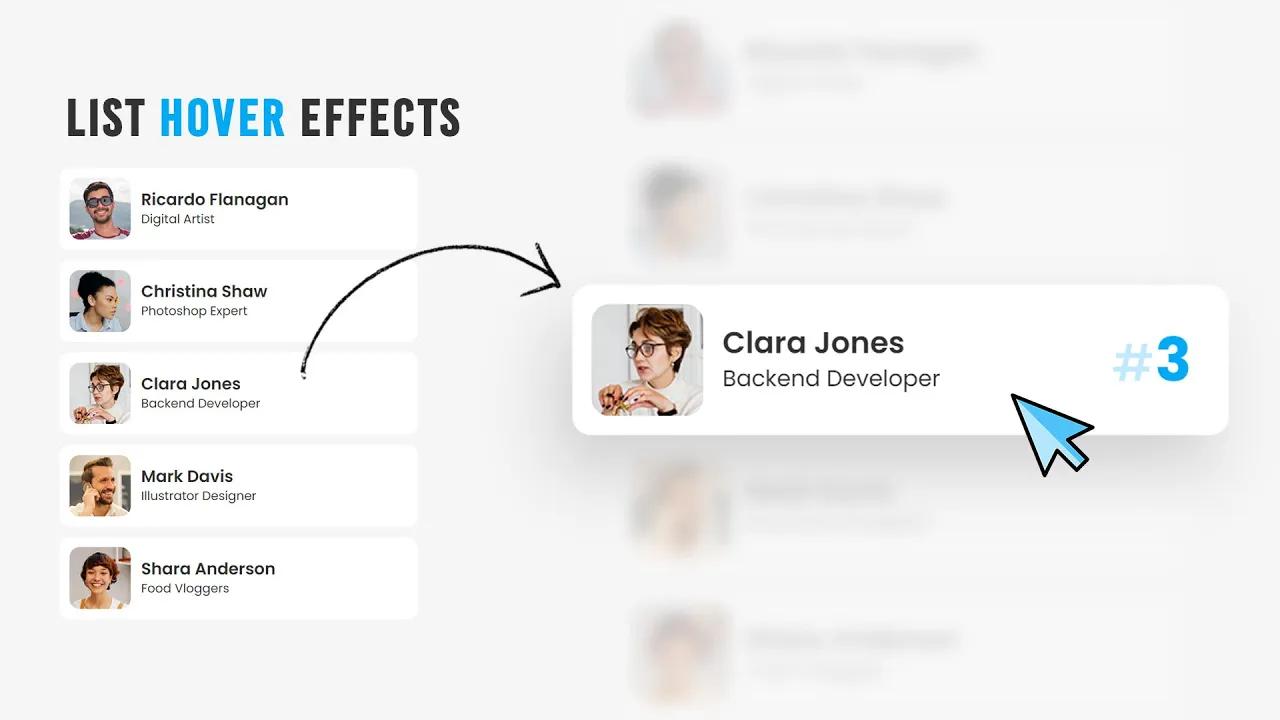 LIST HOVER EFFECTS
Ricardo Flanagan
Digital Artist
Christina Shaw
Photoshop Expert
Clara Jones
Backend Developer
Mark Davis
Illustrator Designer
Shara Anderson
Food Vloggers
Clara Jones
Backend Developer
#3